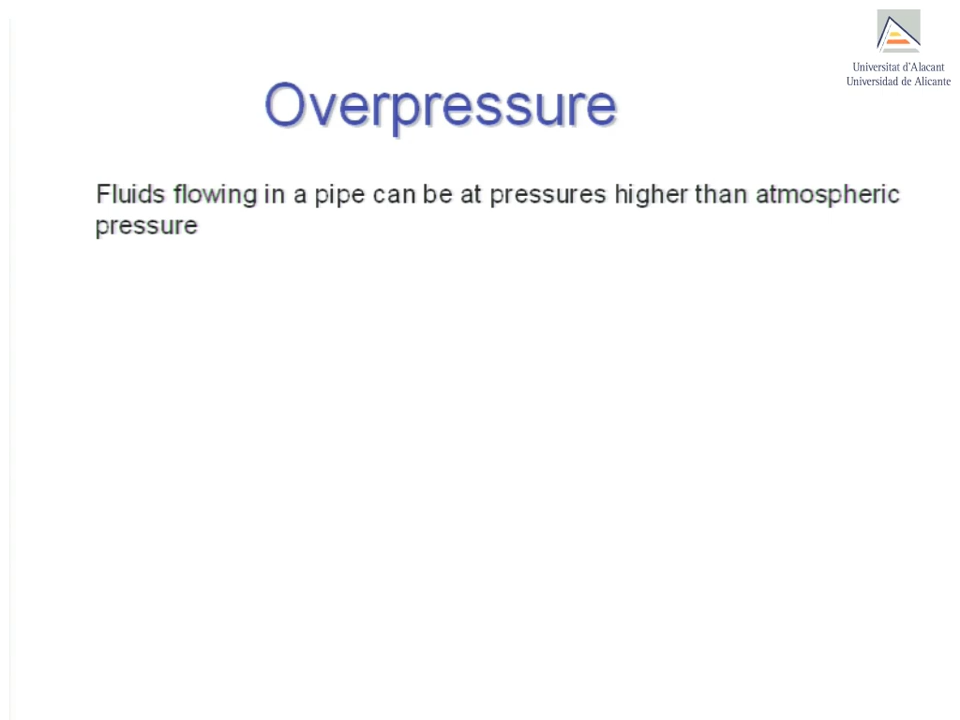 Universitat d'Alacant
Universidad de Alicante
Overpressure
Fluids flowing in a pipe can be at pressures higher than atmospheric
pressure